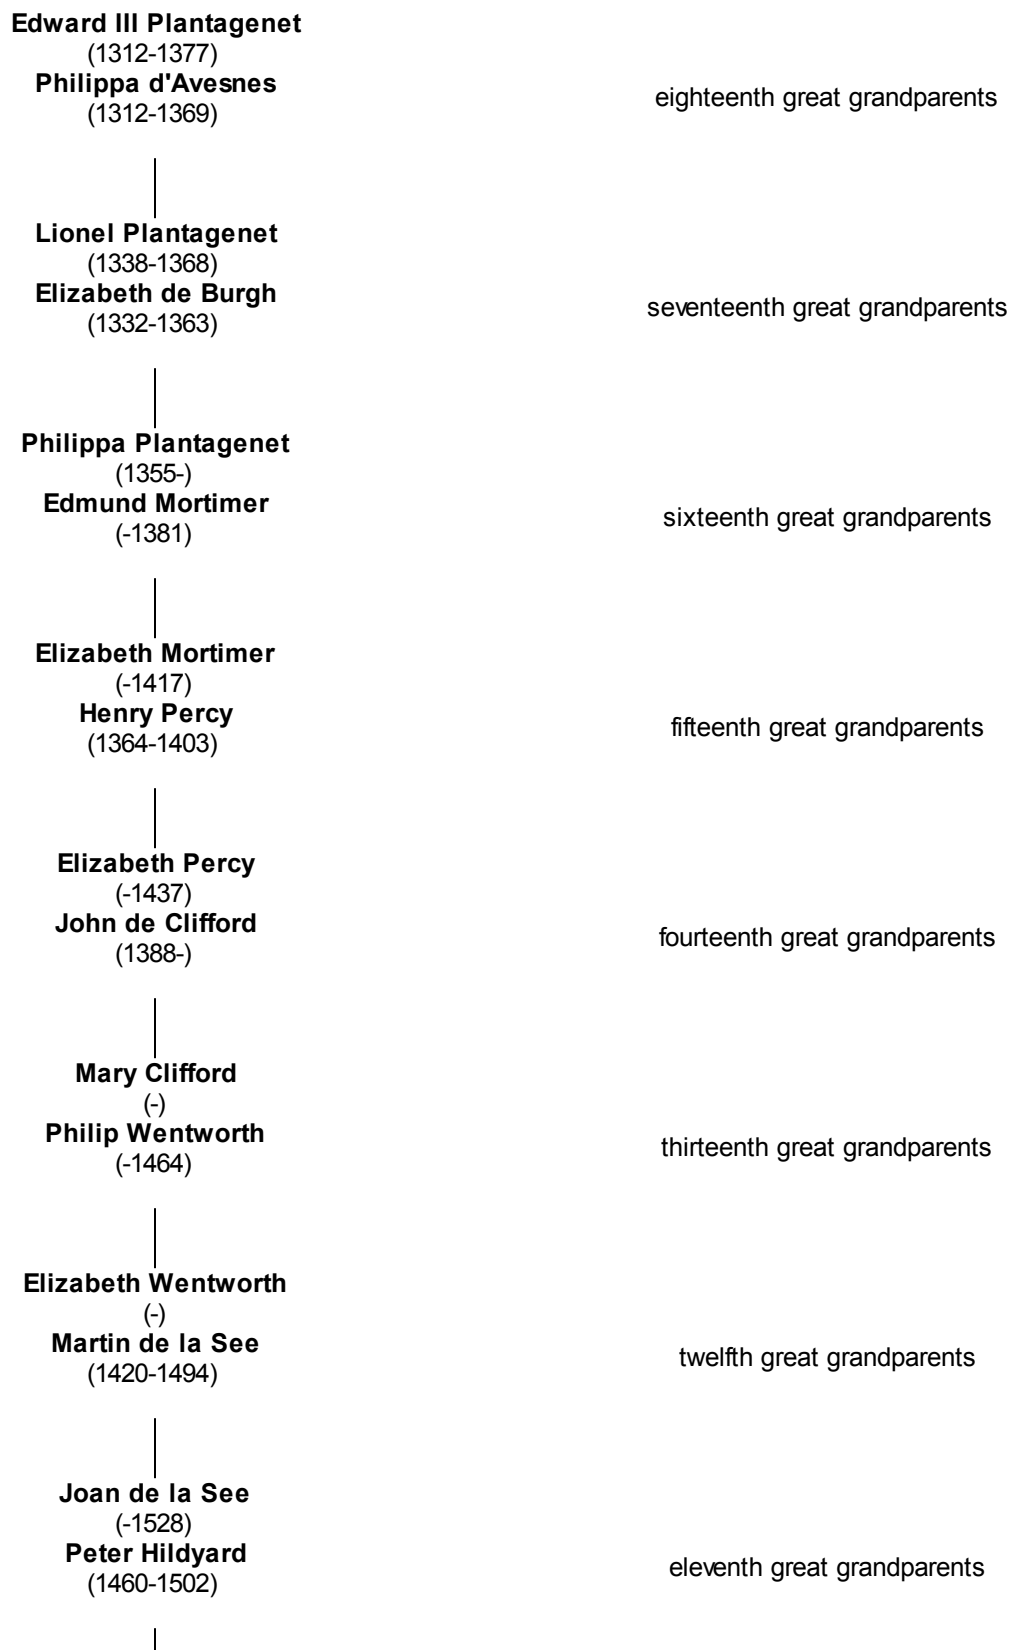 Edward III Plantagenet
(1312-1377)
Philippa d'Avesnes
(1312-1369)
eighteenth great grandparents
Lionel Plantagenet
(1338-1368)
Elizabeth de Burgh
(1332-1363)
seventeenth great grandparents
Philippa Plantagenet
(1355-)
Edmund Mortimer
(-1381)
sixteenth great grandparents
Elizabeth Mortimer
(-1417)
Henry Percy
(1364-1403)
fifteenth great grandparents
Elizabeth Percy
(-1437)
John de Clifford
(1388-)
fourteenth great grandparents
Mary Clifford
(-)
Philip Wentworth
(-1464)
thirteenth great grandparents
Elizabeth Wentworth
(-)
Martin de la See
(1420-1494)
twelfth great grandparents
Joan de la See
(-1528)
Peter Hildyard
(1460-1502)
eleventh great grandparents